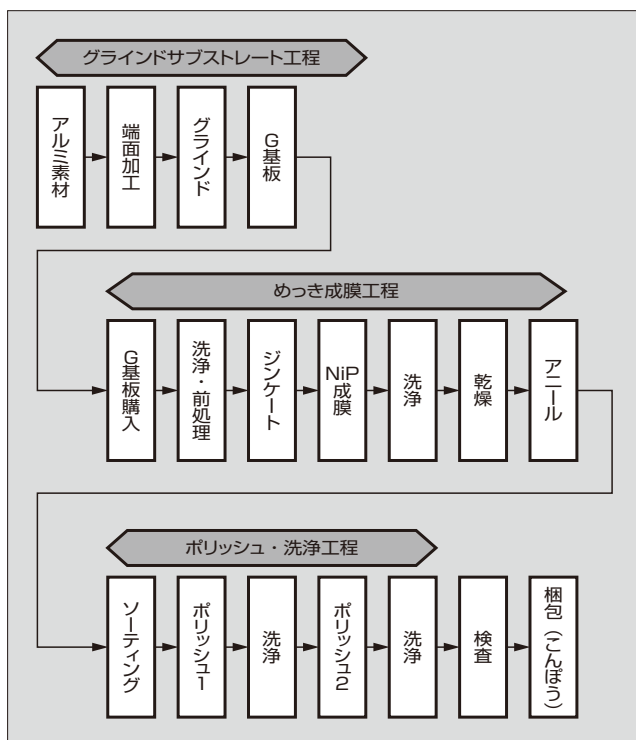 グラインドサブストレート工程
アルミ素材
端面加工
グラインド
G基板
めっき成膜工程
G基板購入
洗浄・前処理
ジンケート
NiP成膜
洗浄
乾燥
アニール
ポリッシュ・洗浄工程
ソーティング
ポリッシュ1
洗浄
ポリッシュ2
洗浄
検査
梱包(こんぽう)